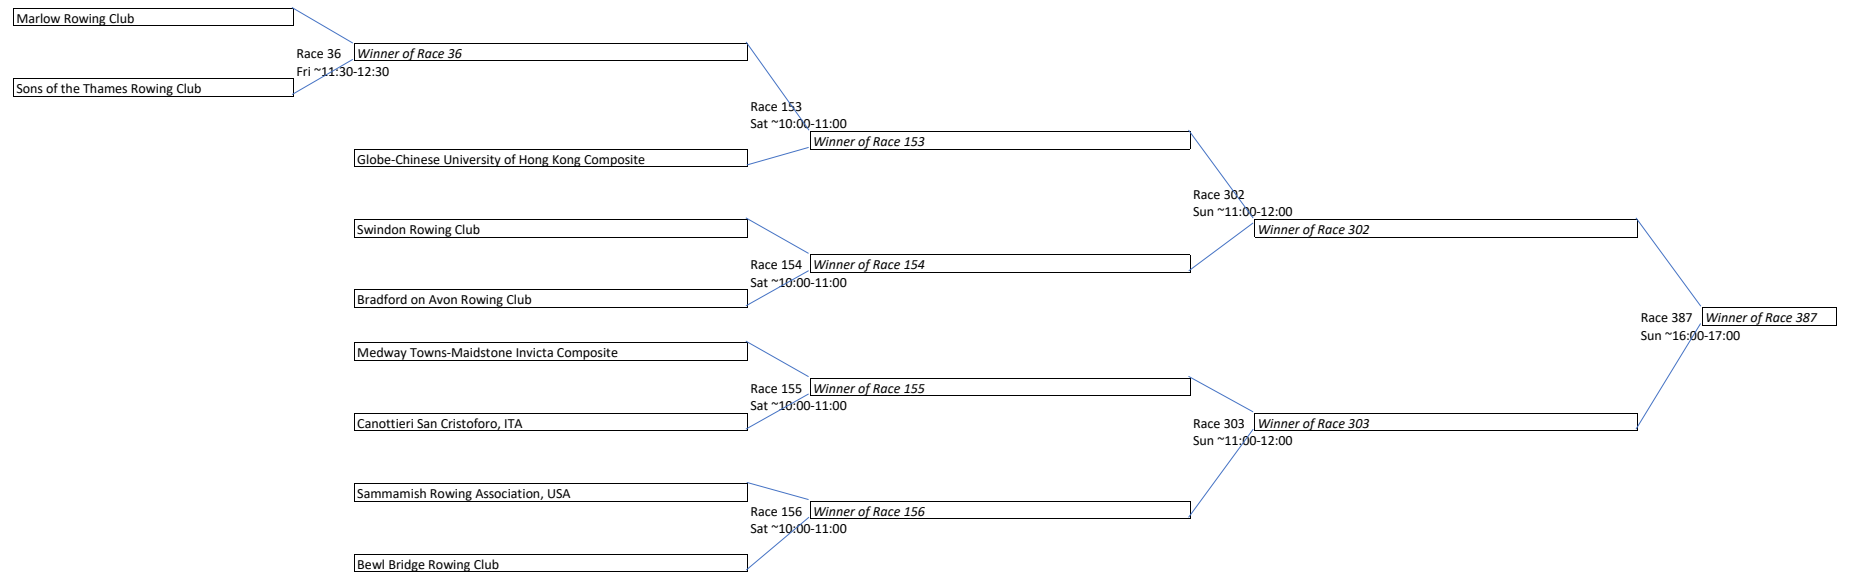 Marlow Rowing Club
Race 36
Winner of Race 36
Fri ~11:30-12:30
Sons of the Thames Rowing Club
Race 153
Sat ~10:00-11:00
Winner of Race 153
Globe-Chinese University of Hong Kong Composite
Race 302
Sun ~11:00-12:00
Swindon Rowing Club
Winner of Race 302
Race 154
Winner of Race 154
Sat ~10:00-11:00
Bradford on Avon Rowing Club
Race 387
Winner of Race 387
Sun ~16:00-17:00
Medway Towns-Maidstone Invicta Composite
Race 155
Winner of Race 155
Sat ~10:00-11:00
Canottieri San Cristoforo, ITA
Race 303
Winner of Race 303
Sun ~11:00-12:00
Sammamish Rowing Association, USA
Race 156
Winner of Race 156
Sat ~10:00-11:00
Bewl Bridge Rowing Club